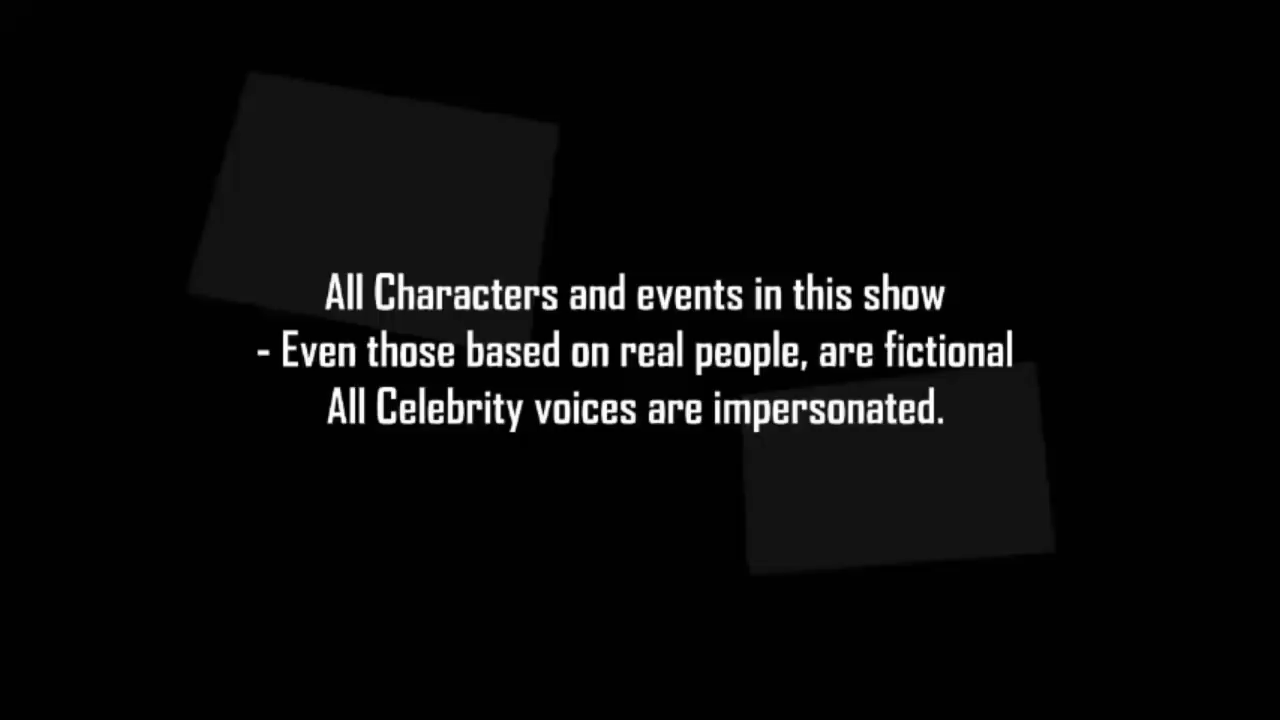 All Characters and events in this show
- Even those based on real people, are fictional
All Celebrity voices are impersonated.